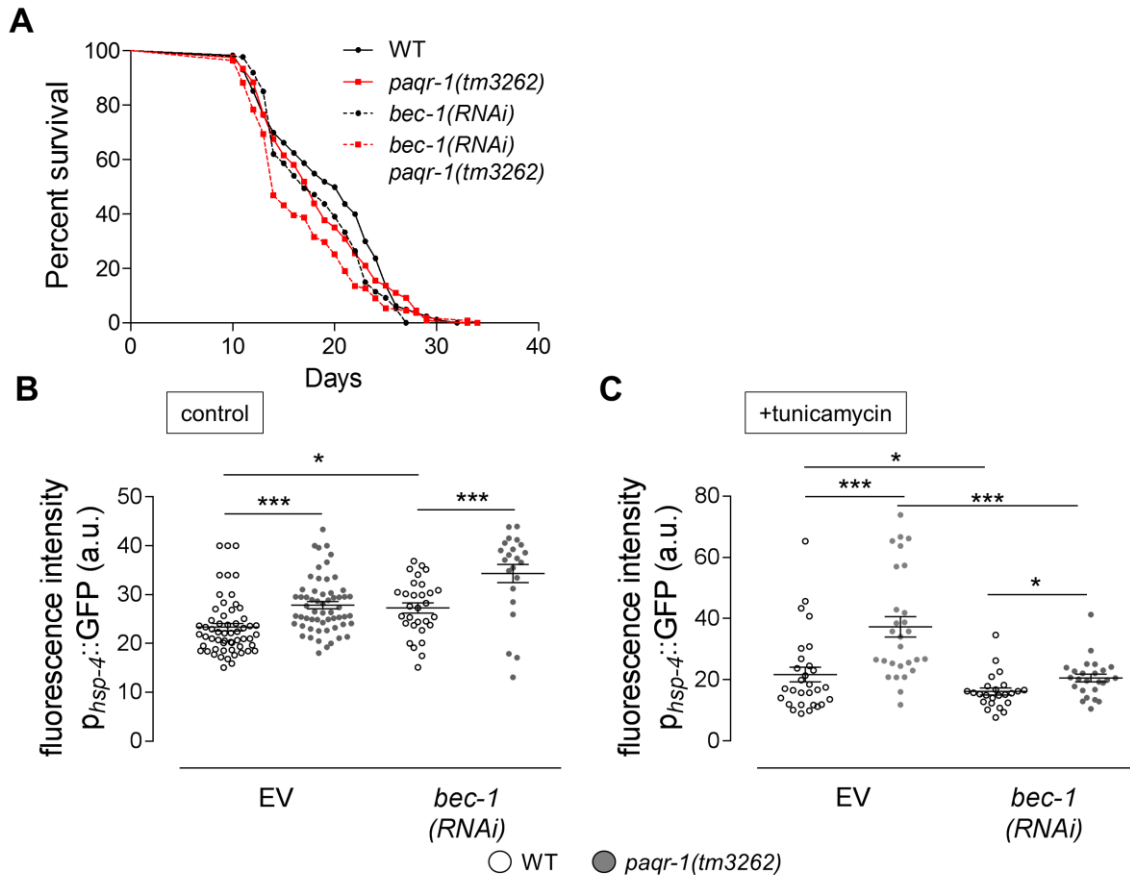 A
WT
paqr-1(tm3262)
bec-1(RNAi)
bec-1(RNAi)
paqr-1(tm3262)
Percent survival
100
80
60
40
20
0
0 10 20 30 40
Days
B
control
fluorescence intensity
phsp-4::GFP (a.u.)
50
40
30
20
10
0
*
***
***
EV
bec-1
(RNAi)
C
+tunicamycin
fluorescence intensity
phsp-4::GFP (a.u.)
80
60
40
20
0
*
***
***
*
EV
bec-1
(RNAi)
WT paqr-1(tm3262)